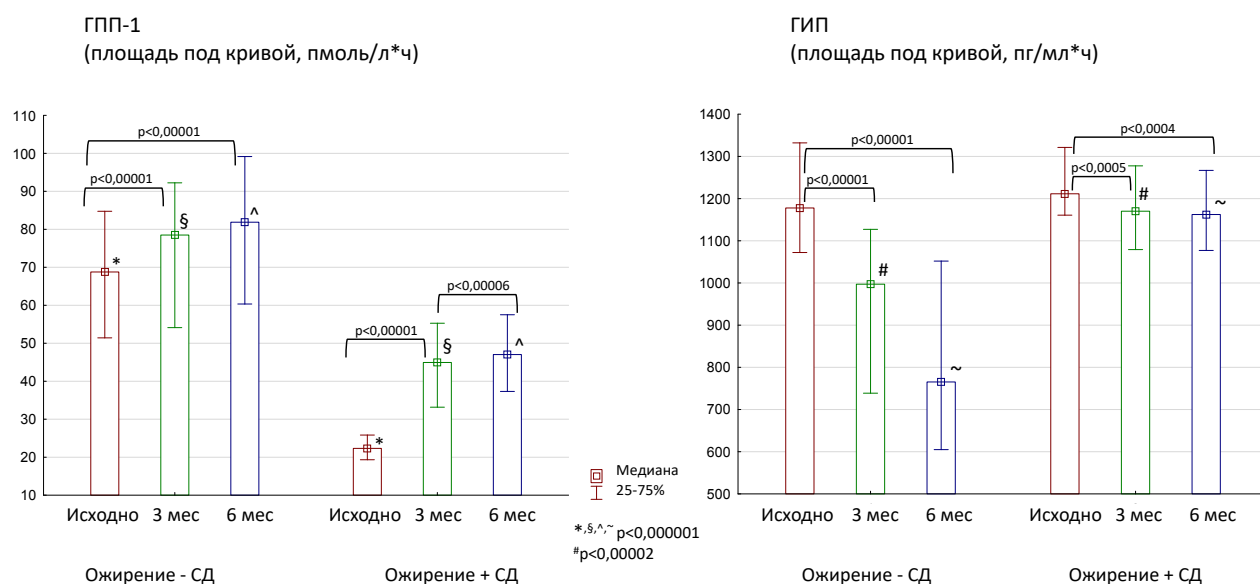 ГПП-1
(площадь под кривой, пмоль/л*ч)
110
100
90
80
70
60
50
40
30
20
10
p<0,00001
p<0,00001
p<0,00001
p<0,00006
*
§
^
*
§
^
Исходно 3 мес 6 мес
Исходно 3 мес 6 мес
Ожирение - СД
Ожирение + СД
Медиана
25-75%
*,§,^,~ p<0,000001
#p<0,00002
ГИП
(площадь под кривой, пг/мл*ч)
1400
1300
1200
1100
1000
900
800
700
600
500
p<0,00001
p<0,00001
p<0,0004
p<0,0005
#
~
#
~
Исходно 3 мес 6 мес
Исходно 3 мес 6 мес
Ожирение - СД
Ожирение + СД